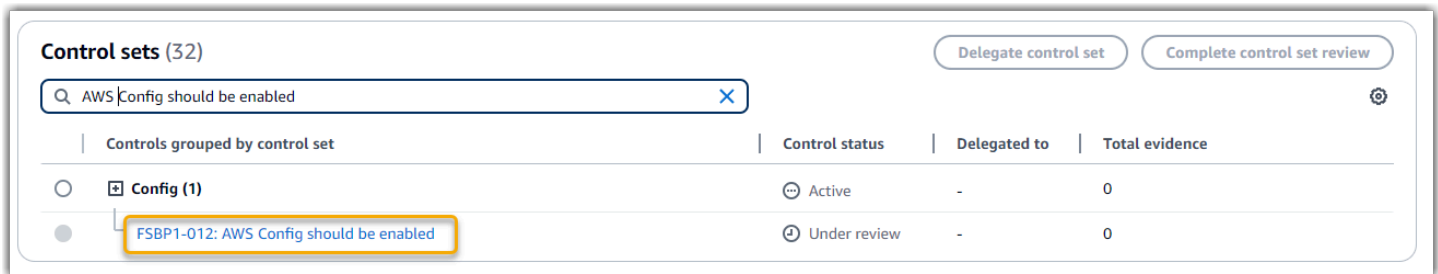 Control sets (32)
Delegate control set
Complete control set review
AWS Config should be enabled
Controls grouped by control set
Control status
Delegated to
Total evidence
Config (1)
Active
-
0
FSBP1-012: AWS Config should be enabled
Under review
-
0